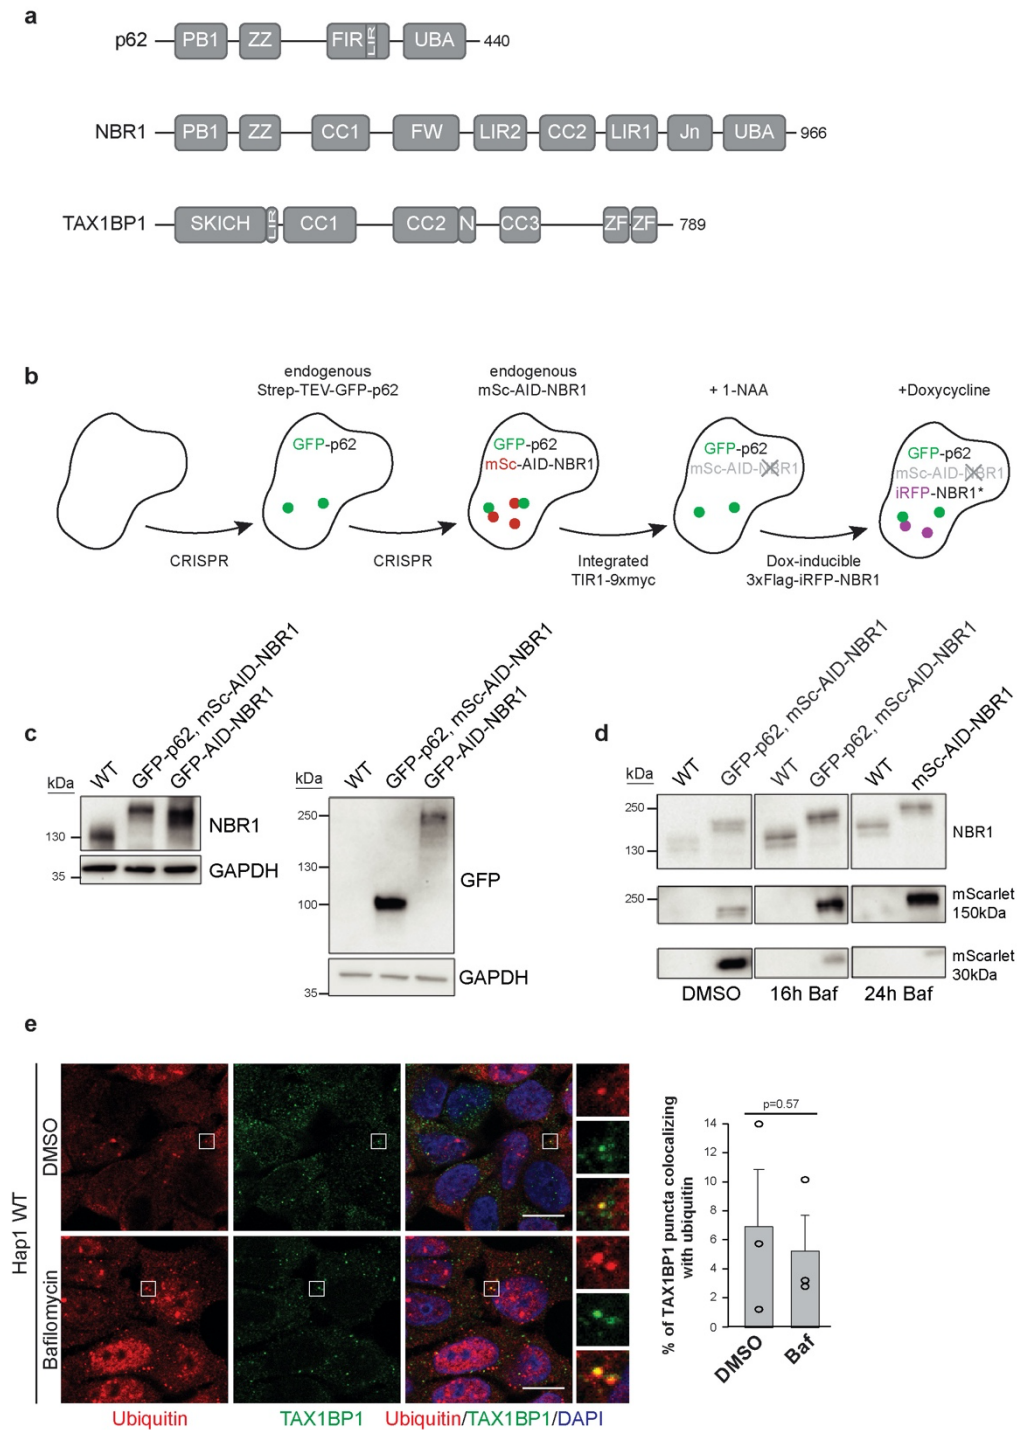 a
p62 PB1 ZZ FIR LIR UBA 440
NBR1 PB1 ZZ CC1 FW LIR2 CC2 LIR1 Jn UBA 966
TAX1BP1 SKICH LIR CC1 CC2 N CC3 ZF ZF 789
b
endogenous
Strep-TEV-GFP-p62
endogenous
mSc-AID-NBR1
+ 1-NAA
+Doxycycline
GFP-p62
GFP-p62
mSc-AID-NBR1
GFP-p62
mSc-AID-NBR1
GFP-p62
mSc-AID-NBR1
iRFP-NBR1*
CRISPR
CRISPR
Integrated
TIR1-9xmyc
Dox-inducible
3xFlag-iRFP-NBR1
c
kDa
WT
GFP-p62, mSc-AID-NBR1
GFP-AID-NBR1
130
NBR1
35
GAPDH
kDa
WT
GFP-p62, mSc-AID-NBR1
GFP-AID-NBR1
250
130
100
GFP
GAPDH
35
d
kDa
WT
GFP-p62, mSc-AID-NBR1
WT
GFP-p62, mSc-AID-NBR1
WT
mSc-AID-NBR1
250
130
NBR1
250
mScarlet
150kDa
mScarlet
30kDa
DMSO 16h Baf 24h Baf
e
Hap1 WT
DMSO
Bafilomycin
Ubiquitin TAX1BP1 Ubiquitin/TAX1BP1/DAPI
% of TAX1BP1 puncta colocalizing
with ubiquitin
p=0.57
14
12
10
8
6
4
2
0
DMSO
Baf